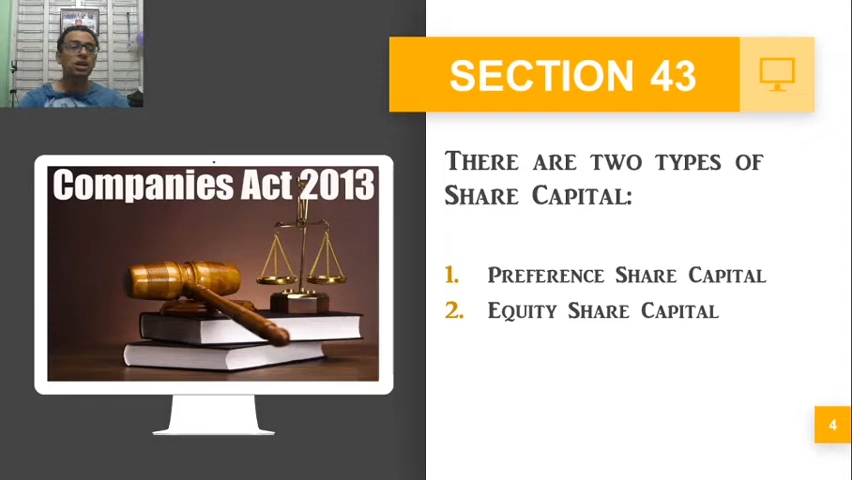 SECTION 43
Companies Act 2013
THERE ARE TWO TYPES OF
SHARE CAPITAL:
1. PREFERENCE SHARE CAPITAL
2. EQUITY SHARE CAPITAL
4